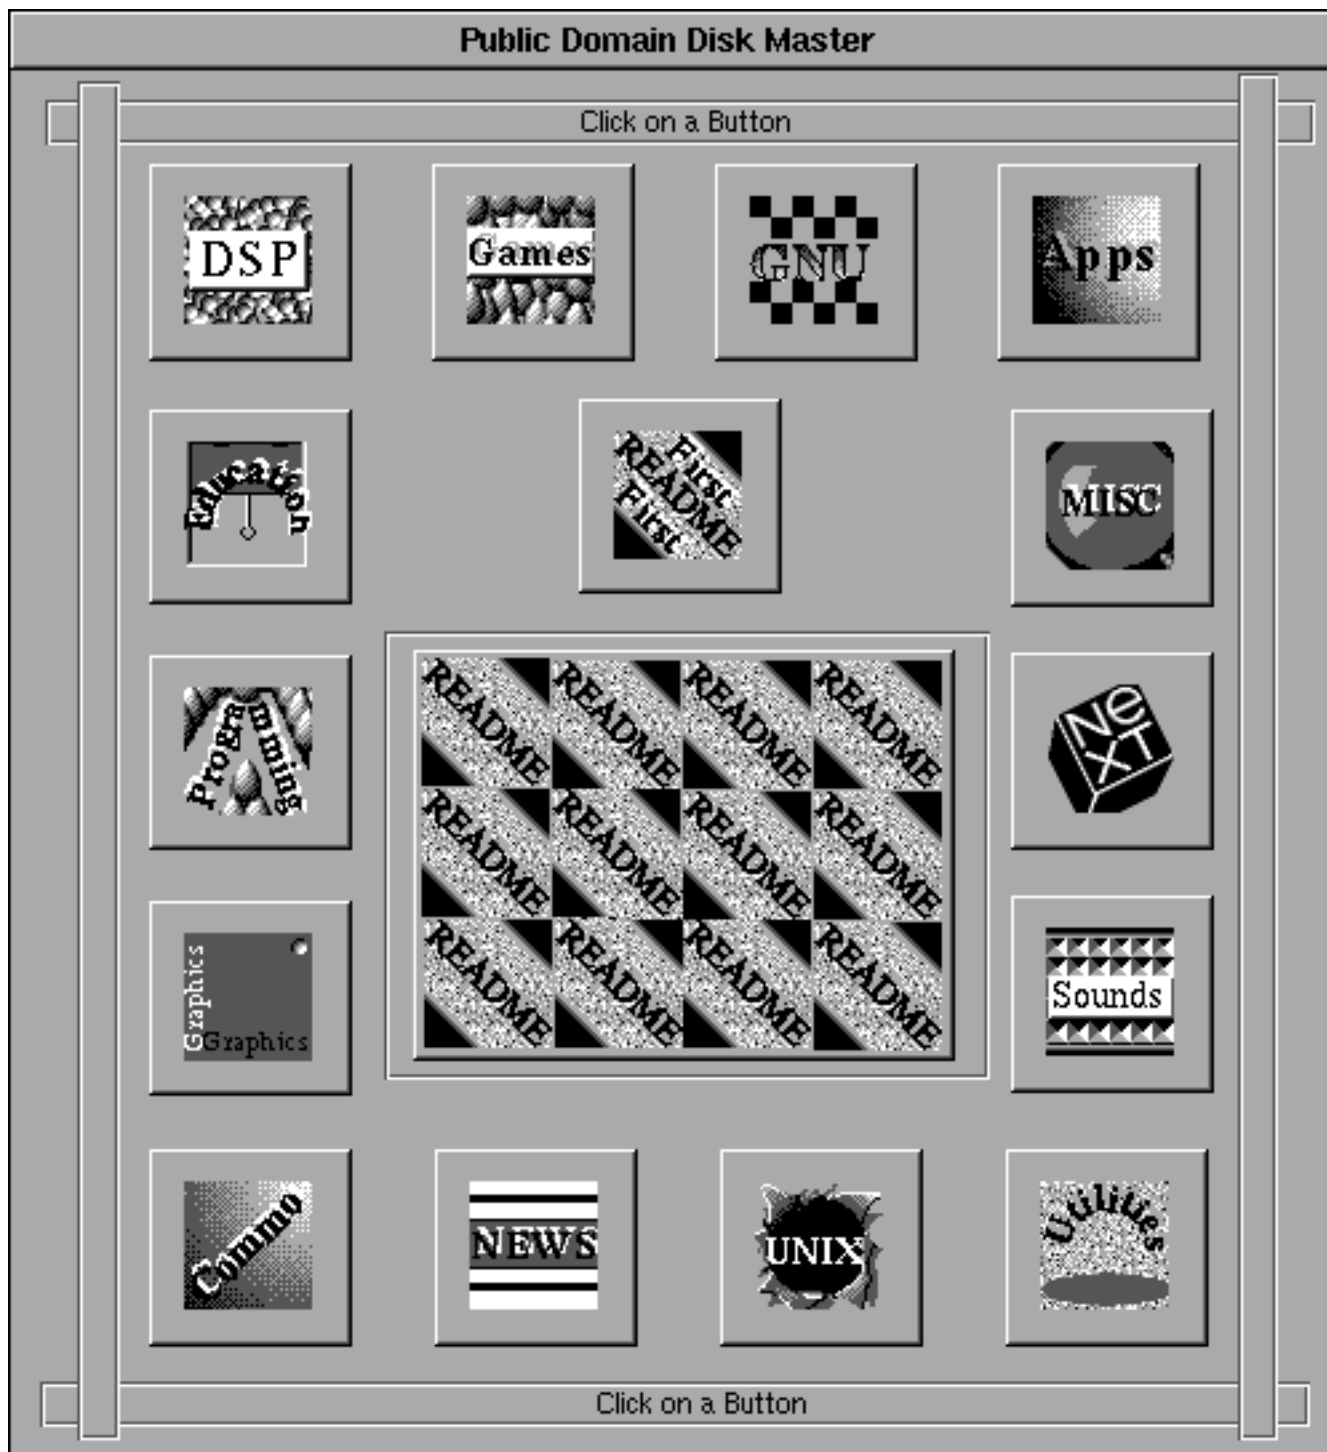 Public Domain Disk Master
Click on a Button
DSP
Games
GNU
Apps
Education
First
README
First
MISC
Programming
README README README README
README README README README
README README README README
NeXT
Graphics
Graphics
Sounds
Commo
NEWS
UNIX
Utilities
Click on a Button